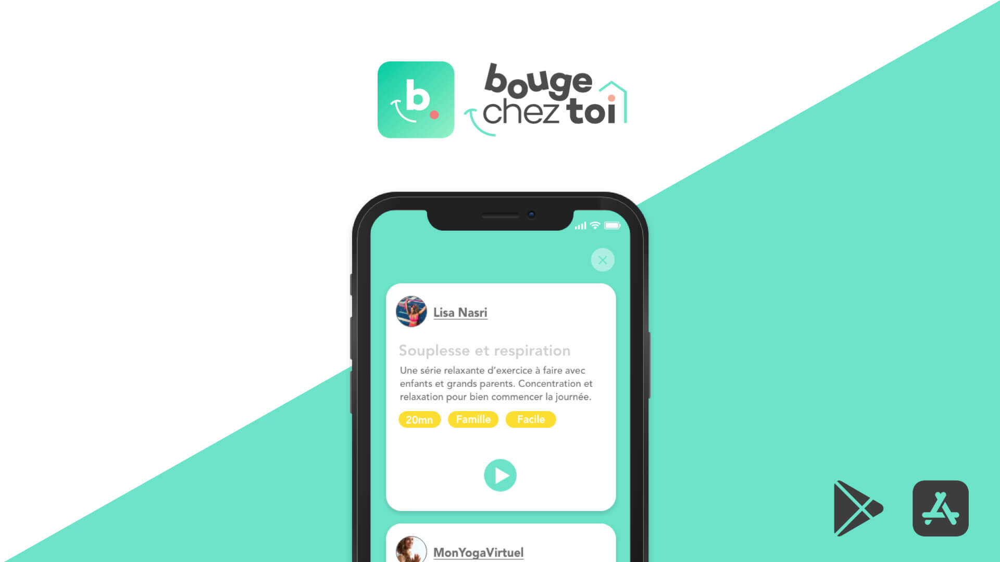 b.
bouge
chez toi
Lisa Nasri
Souplesse et respiration
Une série relaxante d’exercice à faire avec
enfants et grands parents. Concentration et
relaxation pour bien commencer la journée.
20mn Famille Facile
MonYogaVirtuel